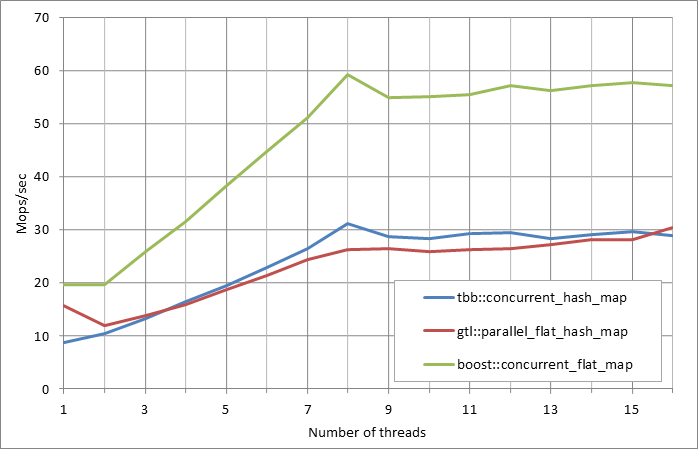 70
60
50
40
30
20
10
0
Mops/sec
tbb::concurrent_hash_map
gtl::parallel_flat_hash_map
boost::concurrent_flat_map
1 3 5 7 9 11 13 15
Number of threads